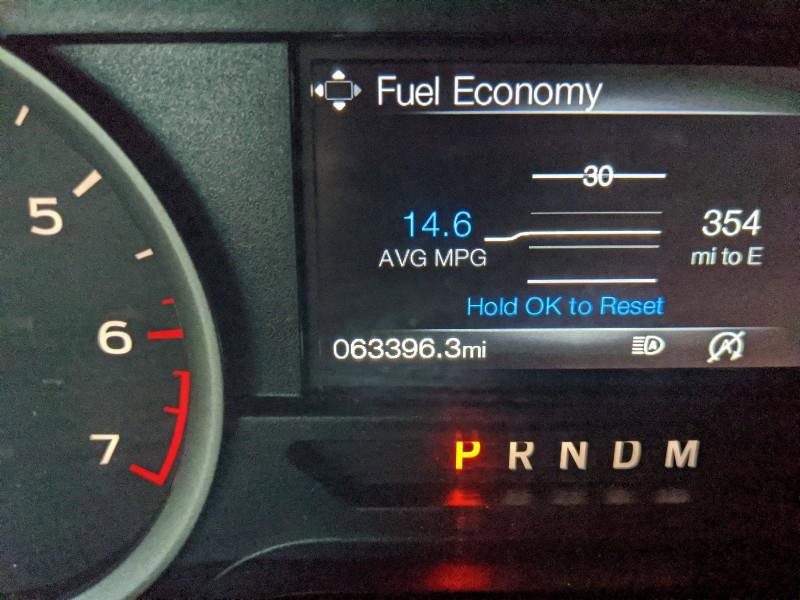 Fuel Economy
30
14.6
354
AVG MPG
mi to E
Hold OK to Reset
063396.3mi
A
A
5
6
7
P R N D M